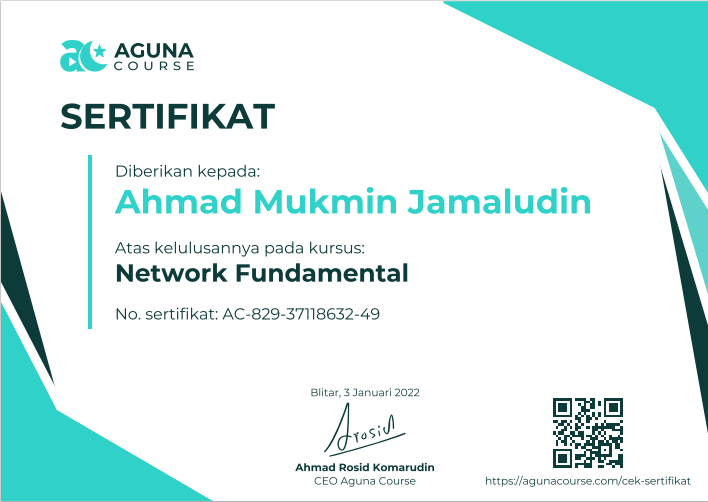 AGUNA
COURSE
SERTIFIKAT
Diberikan kepada:
Ahmad Mukmin Jamaludin
Atas kelulusannya pada kursus:
Network Fundamental
No. sertifikat: AC-829-37118632-49
Blitar, 3 Januari 2022
Arosid
Ahmad Rosid Komarudin
CEO Aguna Course
https://agunacourse.com/cek-sertifikat